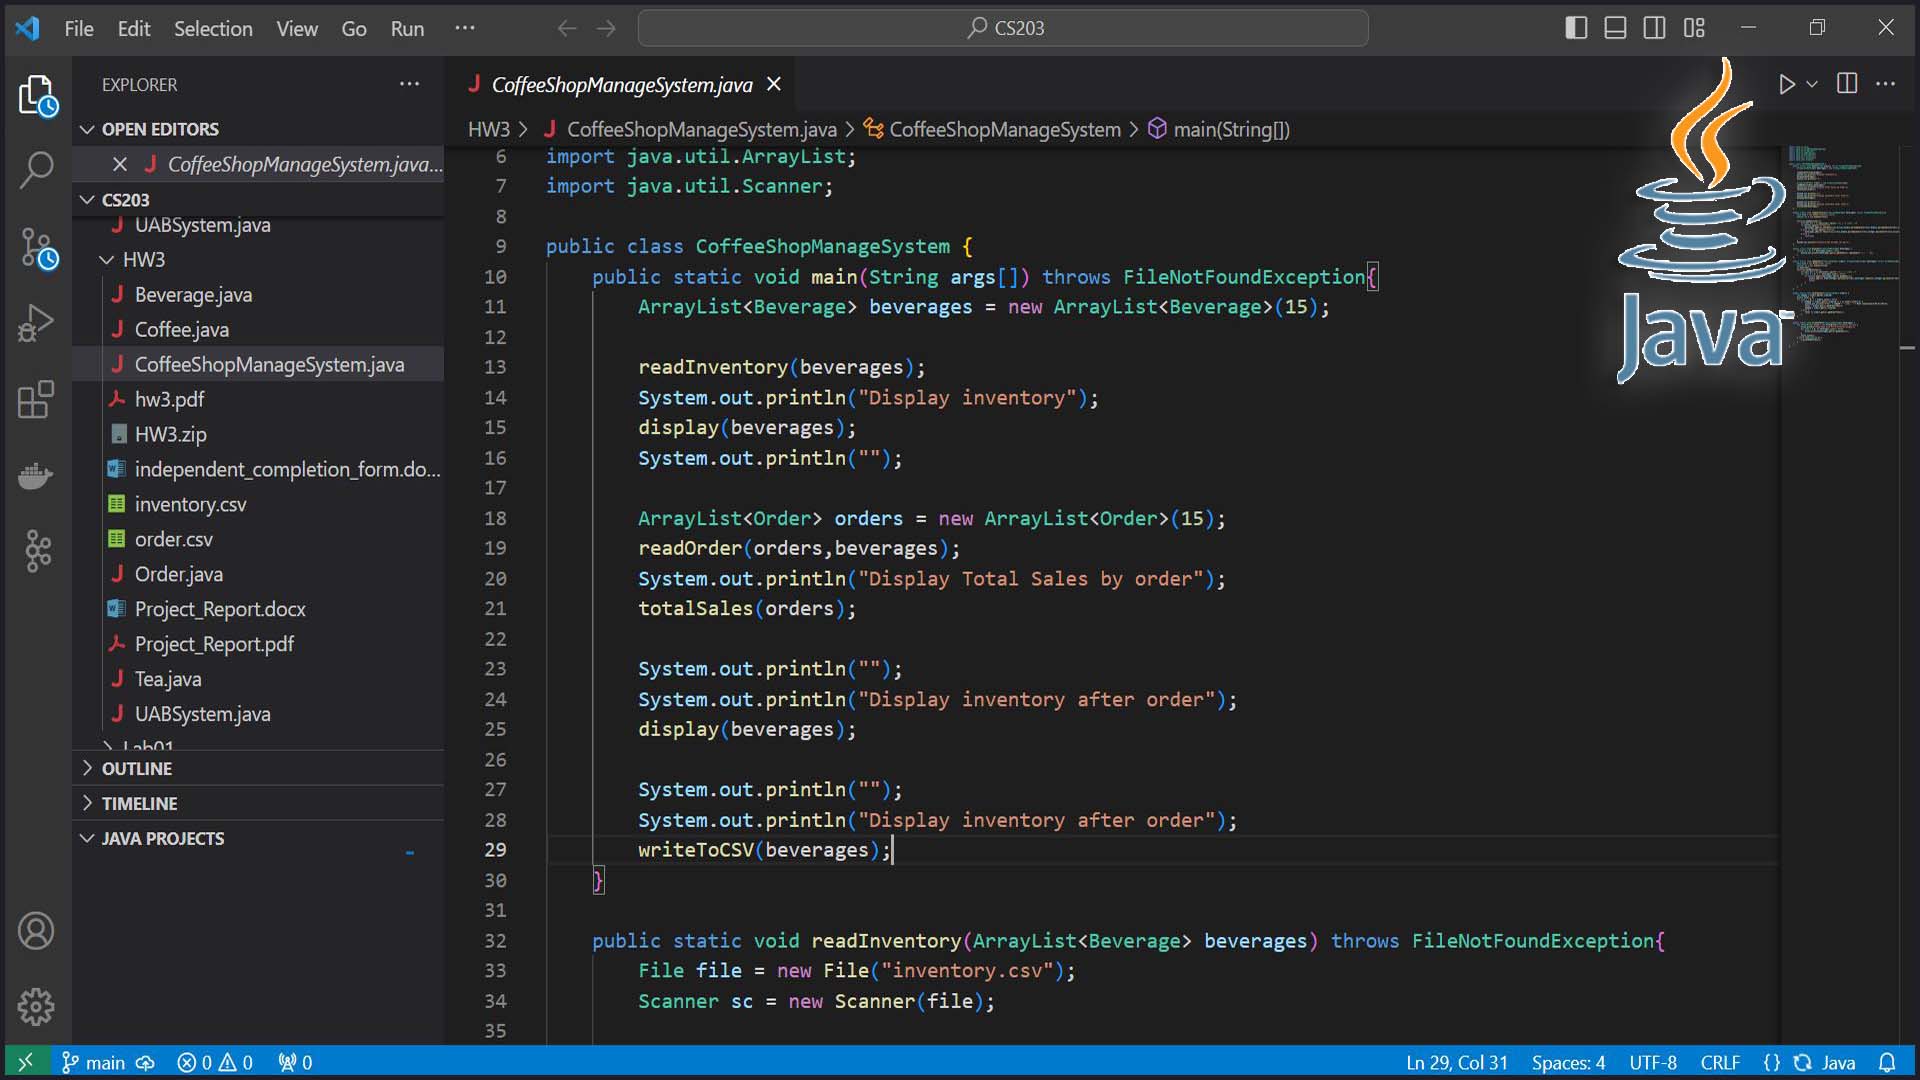 File Edit Selection View Go Run ··· CS203
EXPLORER ···
OPEN EDITORS
CoffeeShopManageSystem.java...
CS203
UABSystem.java
HW3
Beverage.java
Coffee.java
CoffeeShopManageSystem.java
hw3.pdf
HW3.zip
independent_completion_form.do...
inventory.csv
order.csv
Order.java
Project_Report.docx
Project_Report.pdf
Tea.java
UABSystem.java
Lab01
OUTLINE
TIMELINE
JAVA PROJECTS
CoffeeShopManageSystem.java
HW3 > CoffeeShopManageSystem.java > CoffeeShopManageSystem > main(String[])
6 import java.util.ArrayList;
7 import java.util.Scanner;
8
9 public class CoffeeShopManageSystem {
10 public static void main(String args[]) throws FileNotFoundException{
11 ArrayList<Beverage> beverages = new ArrayList<Beverage>(15);
12
13 readInventory(beverages);
14 System.out.println("Display inventory");
15 display(beverages);
16 System.out.println("");
17
18 ArrayList<Order> orders = new ArrayList<Order>(15);
19 readOrder(orders,beverages);
20 System.out.println("Display Total Sales by order");
21 totalSales(orders);
22
23 System.out.println("");
24 System.out.println("Display inventory after order");
25 display(beverages);
26
27 System.out.println("");
28 System.out.println("Display inventory after order");
29 writeToCSV(beverages);
30 }
31
32 public static void readInventory(ArrayList<Beverage> beverages) throws FileNotFoundException{
33 File file = new File("inventory.csv");
34 Scanner sc = new Scanner(file);
35
Java™
main 0 0 0 Ln 29, Col 31 Spaces: 4 UTF-8 CRLF {} Java